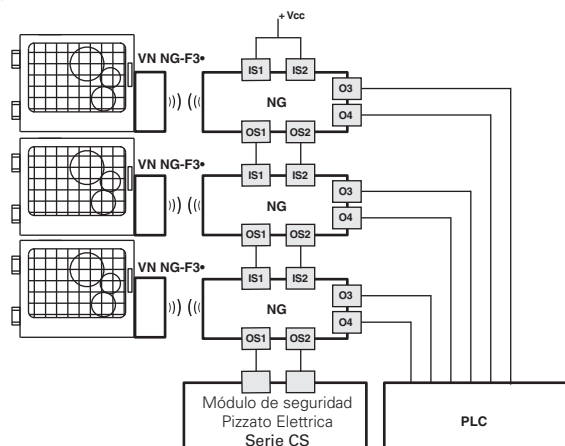 + Vcc
VN NG-F3•
IS1
IS2
NG
O3
O4
OS1
OS2
VN NG-F3•
IS1
IS2
NG
O3
O4
OS1
OS2
VN NG-F3•
IS1
IS2
NG
O3
O4
OS1
OS2
Módulo de seguridad
Pizzato Elettrica
Serie CS
PLC